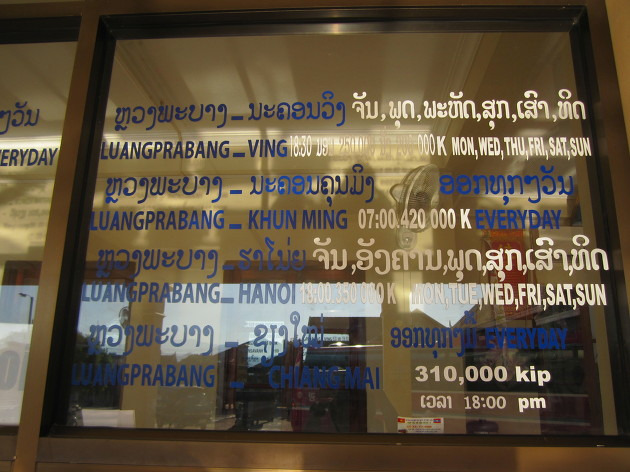 ງໆວັນ
ERYDAY
ຫຼວງພະບາງ – ນະຄອນວິງ ຈັນ,ພຸດ,ພະຫັດ,ສຸກ,ເສົາ,ທິດ
LUANGPRABANG – VING 18:30 000 K MON,WED,THU,FRI,SAT,SUN
ຫຼວງພະບາງ – ນະຄອນຄຸນມິງ ອອກທຸກໆວັນ
LUANGPRABANG – KHUN MING 07:00 420 000 K EVERYDAY
ຫຼວງພະບາງ – ຮາໂນ່ຍ ຈັນ,ອັງຄານ,ພຸດ,ສຸກ,ເສົາ,ທິດ
LUANGPRABANG – HANOI 350 000 K MON,TUE,WED,FRI,SAT,SUN
ຫຼວງພະບາງ – ຊຽງໃໝ່ ອອກທຸກໆມື້ EVERYDAY
LUANGPRABANG – CHIANG MAI 310,000 kip
ເວລາ 18:00 pm